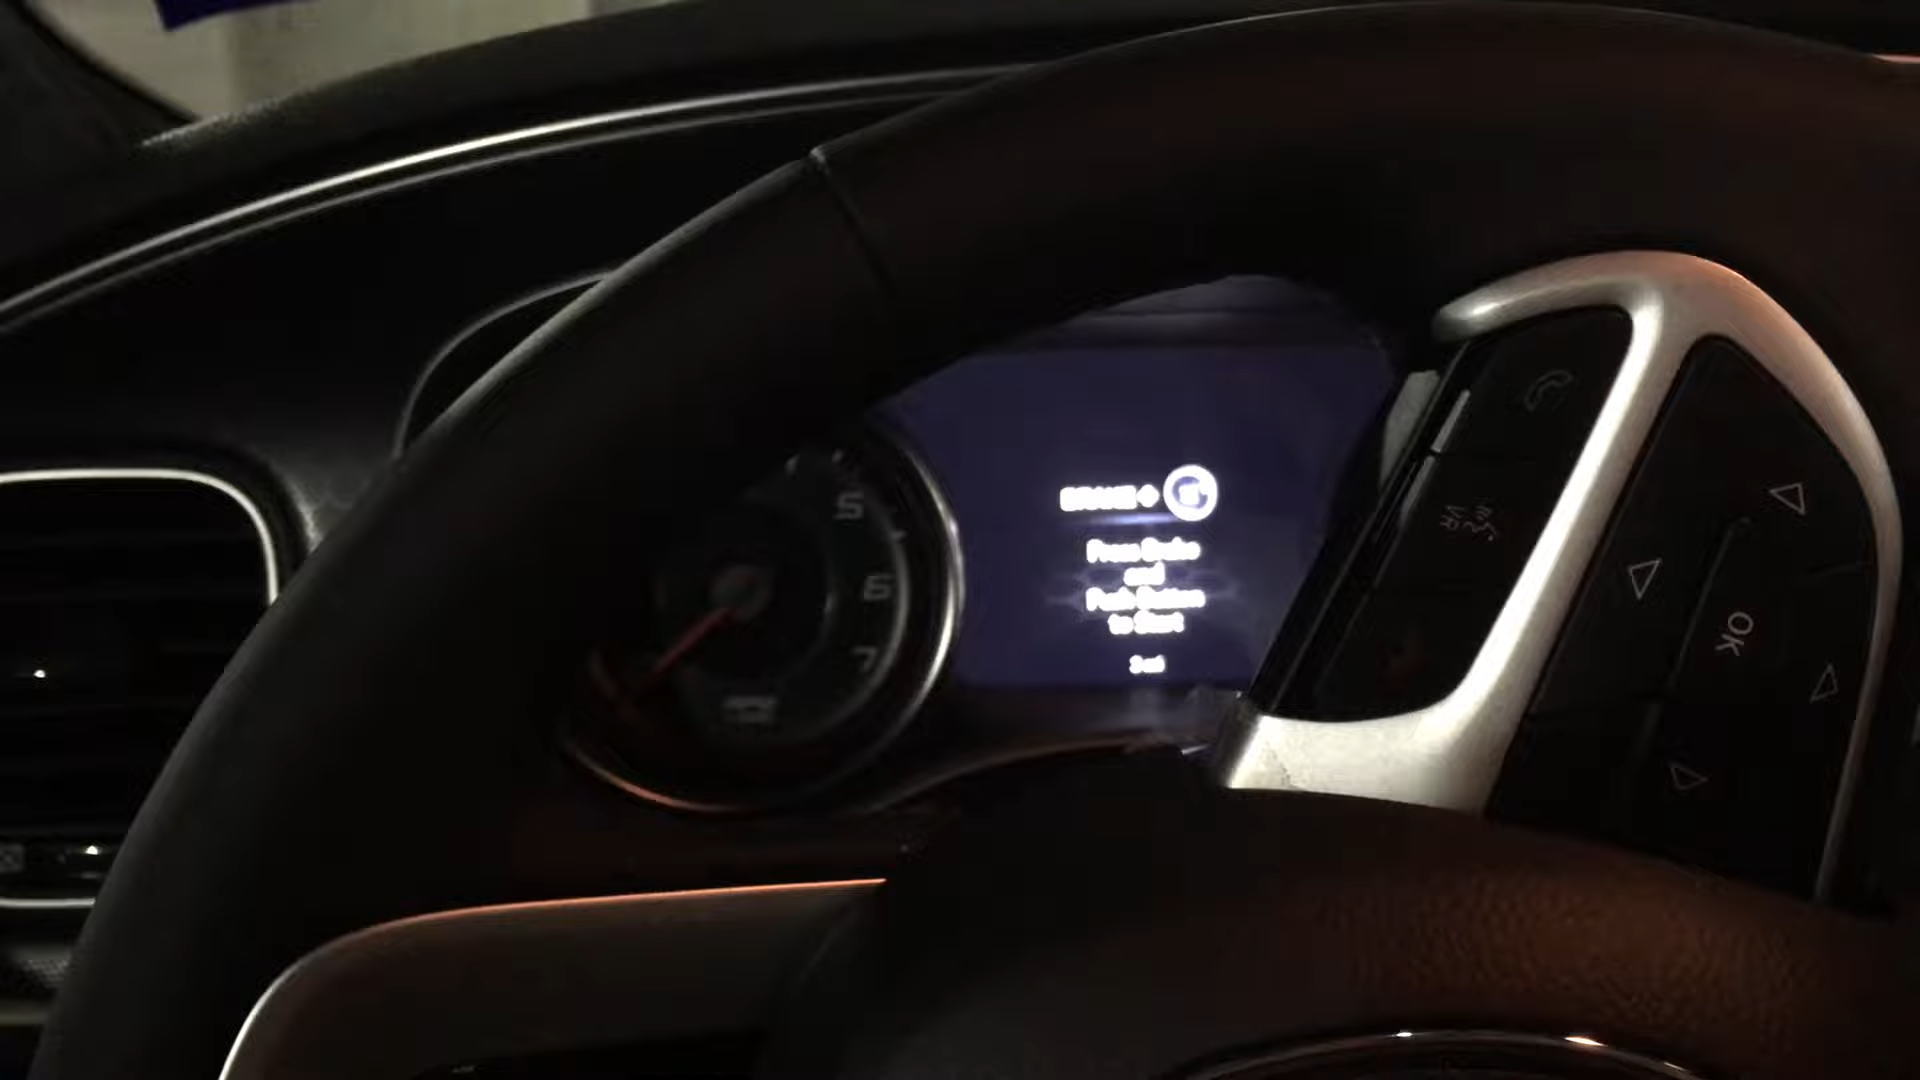 BRAKE +
Press Brake
and
Push Button
to Start
5
6
7
VR
OK